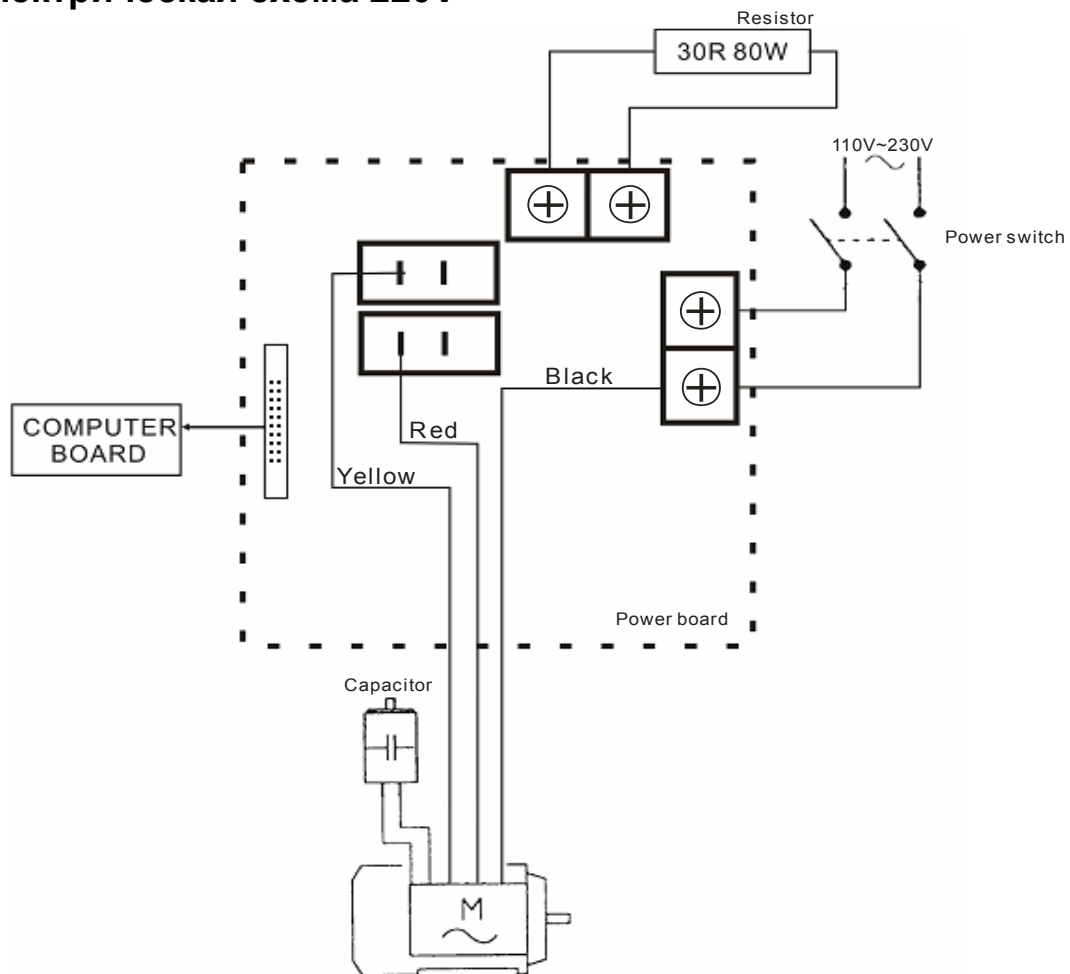 Resistor
30R 80W
110V~230V
Power switch
Black
Red
COMPUTER
BOARD
Yellow
Power board
Capacitor
M